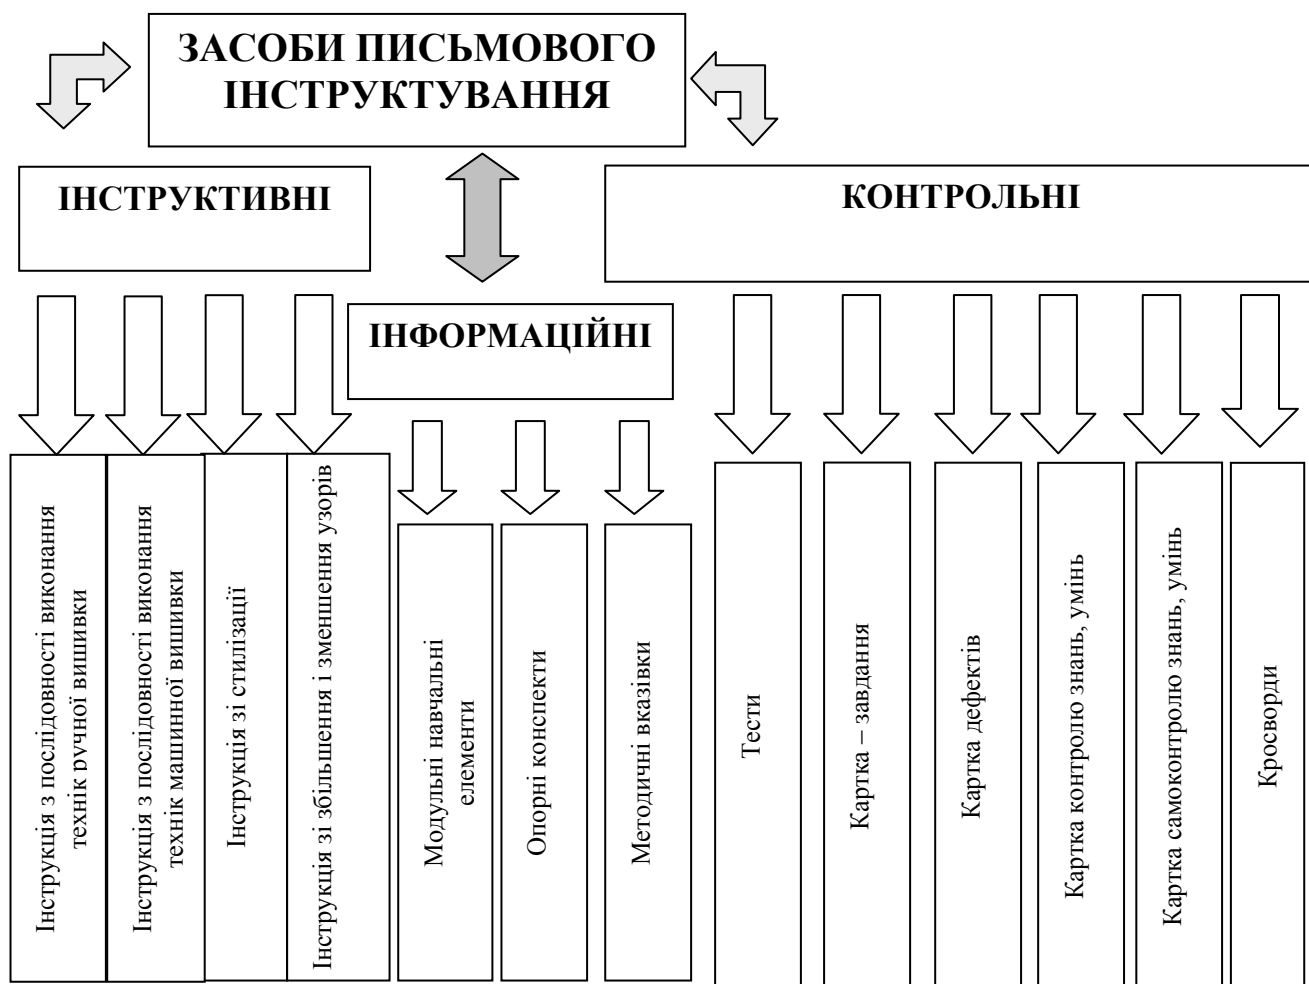 ЗАСОБИ ПИСЬМОВОГО
ІНСТРУКТУВАННЯ
ІНСТРУКТИВНІ
КОНТРОЛЬНІ
ІНФОРМАЦІЙНІ
Інструкція з послідовності виконання
технік ручної вишивки
Інструкція з послідовності виконання
технік машинної вишивки
Інструкція зі стилізації
Інструкція зі збільшення і зменшення узорів
Модульні навчальні
елементи
Опорні конспекти
Методичні вказівки
Тести
Картка – завдання
Картка дефектів
Картка контролю знань, умінь
Картка самоконтролю знань, умінь
Кросворди